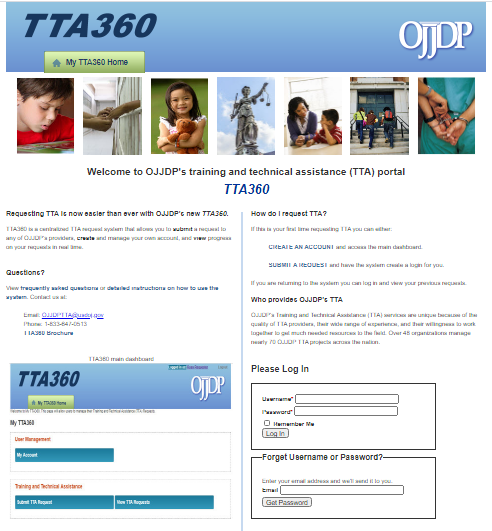 TTA360
OJJDP
My TTA360 Home
Welcome to OJJDP's training and technical assistance (TTA) portal
TTA360
Requesting TTA is now easier than ever with OJJDP's new TTA360.
TTA360 is a centralized TTA request system that allows you to submit a request to
any of OJJDP's providers, create and manage your own account, and view progress
on your requests in real time.
Questions?
View frequently asked questions or detailed instructions on how to use the
system. Contact us at:
Email: OJJDPTTA@usdoj.gov
Phone: 1-833-647-0513
TTA360 Brochure
TTA360 main dashboard
TTA360
OJJDP
My TTA360 Home
My TTA360
User Management
My Account
Training and Technical Assistance
Submit TTA Request
View TTA Requests
How do I request TTA?
If this is your first time requesting TTA you can either:
CREATE AN ACCOUNT and access the main dashboard.
SUBMIT A REQUEST and have the system create a login for you.
If you are returning to the system you can log in and view your previous requests.
Who provides OJJDP's TTA
OJJDP's Training and Technical Assistance (TTA) services are unique because of the
quality of TTA providers, their wide range of experience, and their willingness to work
together to get much needed resources to the field. Over 48 organizations manage
nearly 70 OJJDP TTA projects across the nation.
Please Log In
Username*
Password*
Remember Me
Log In
Forget Username or Password?
Enter your email address and we'll send it to you.
Email
Get Password